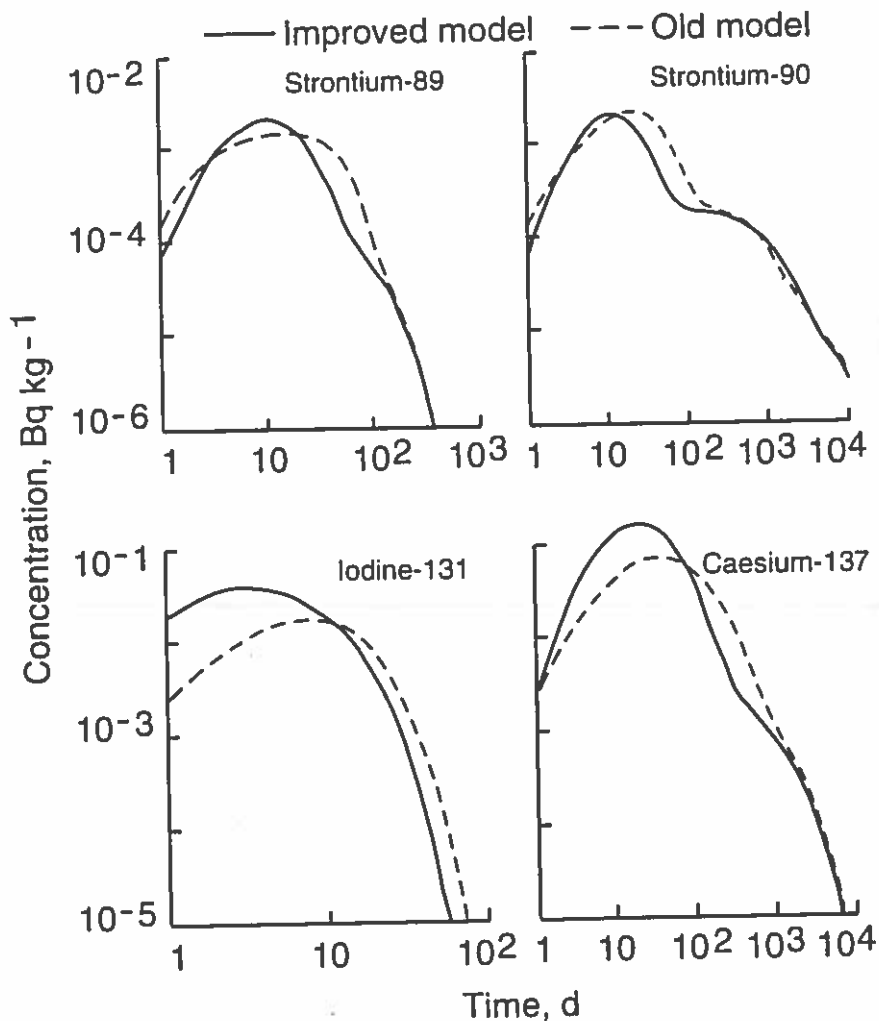 Improved model
Old model
Strontium-89
Strontium-90
10-2
10-4
10-6
1 10 102 103
1 10 102 103 104
Concentration, Bq kg-1
Iodine-131
Caesium-137
10-1
10-3
10-5
1 10 102
1 10 102 103 104
Time, d